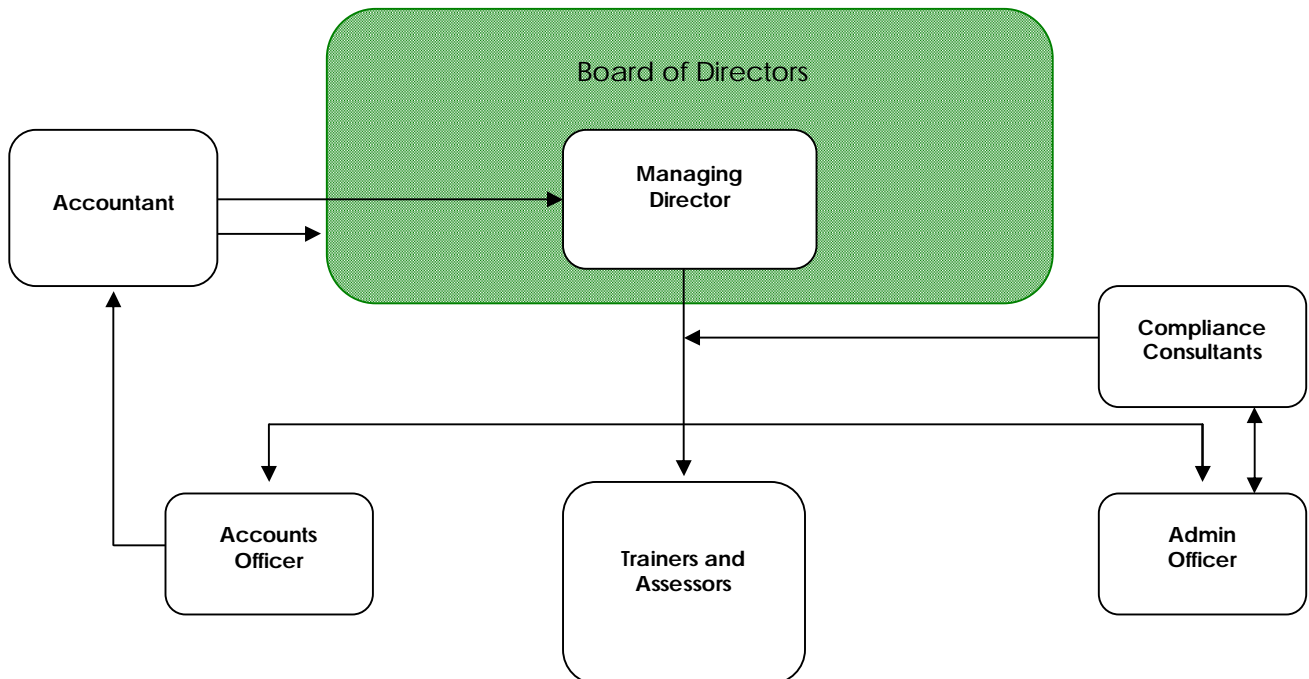 Board of Directors
Managing
Director
Accountant
Compliance
Consultants
Accounts
Officer
Trainers and
Assessors
Admin
Officer